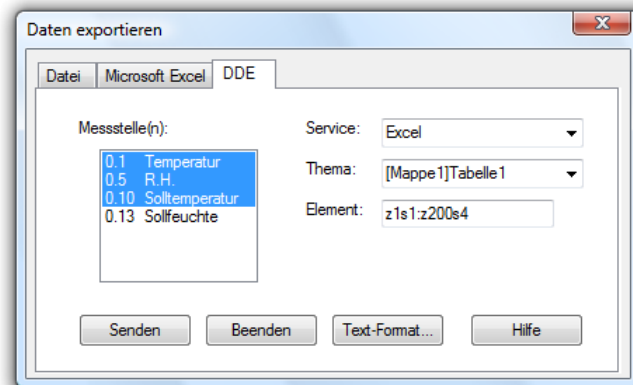 Daten exportieren
Datei Microsoft Excel DDE
Messstelle(n):
0.1 Temperatur
0.5 R.H.
0.10 Solltemperatur
0.13 Sollfeuchte
Service: Excel
Thema: [Mappe1]Tabelle1
Element: z1s1:z200s4
Senden Beenden Text-Format... Hilfe